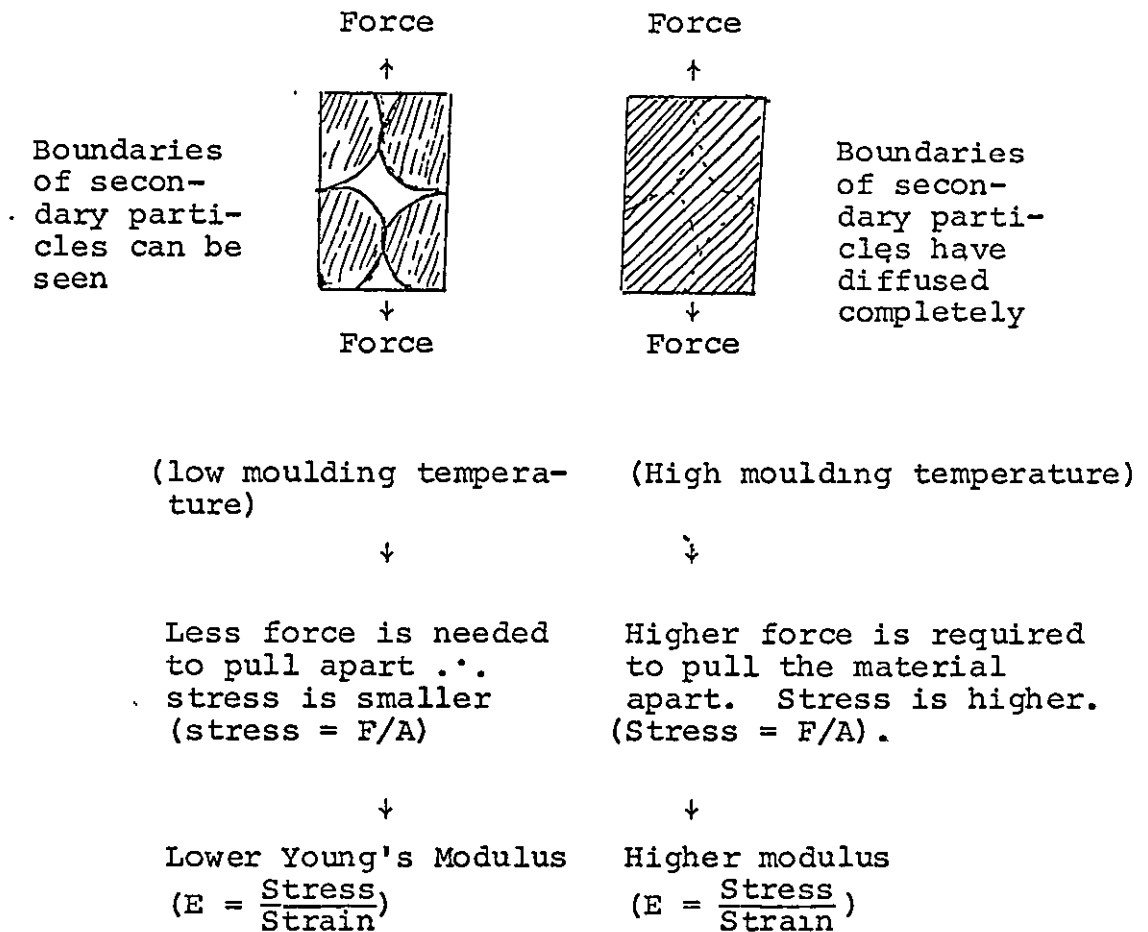 Force
Force
↑
↑
Boundaries
of secon-
dary parti-
cles can be
seen
Boundaries
of secon-
dary parti-
cles have
diffused
completely
↓
↓
Force
Force
(low moulding tempera-
ture)
(High moulding temperature)
↓
↓
Less force is needed
to pull apart .·.
stress is smaller
(stress = F/A)
Higher force is required
to pull the material
apart. Stress is higher.
(Stress = F/A).
↓
↓
Lower Young's Modulus
(E = Stress/Strain)
Higher modulus
(E = Stress/Strain)